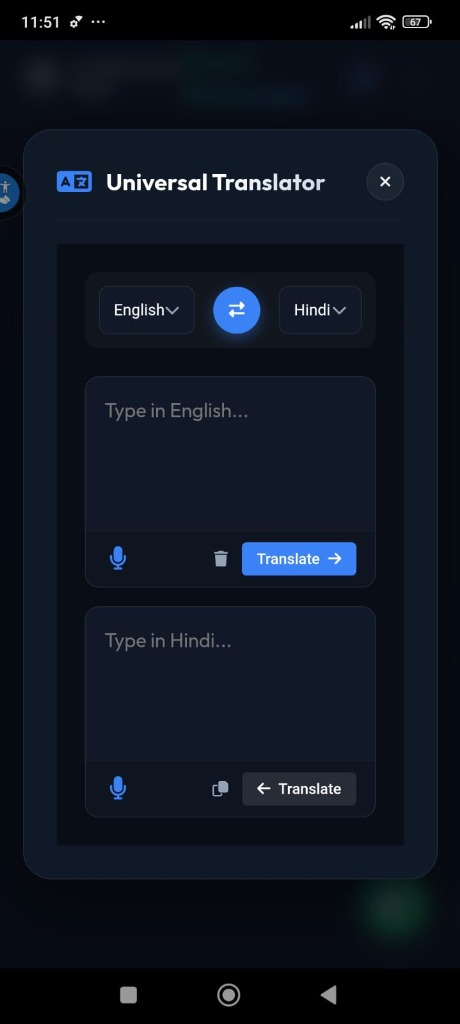 11:51
67
Universal Translator
English
Hindi
Type in English...
Translate →
Type in Hindi...
← Translate